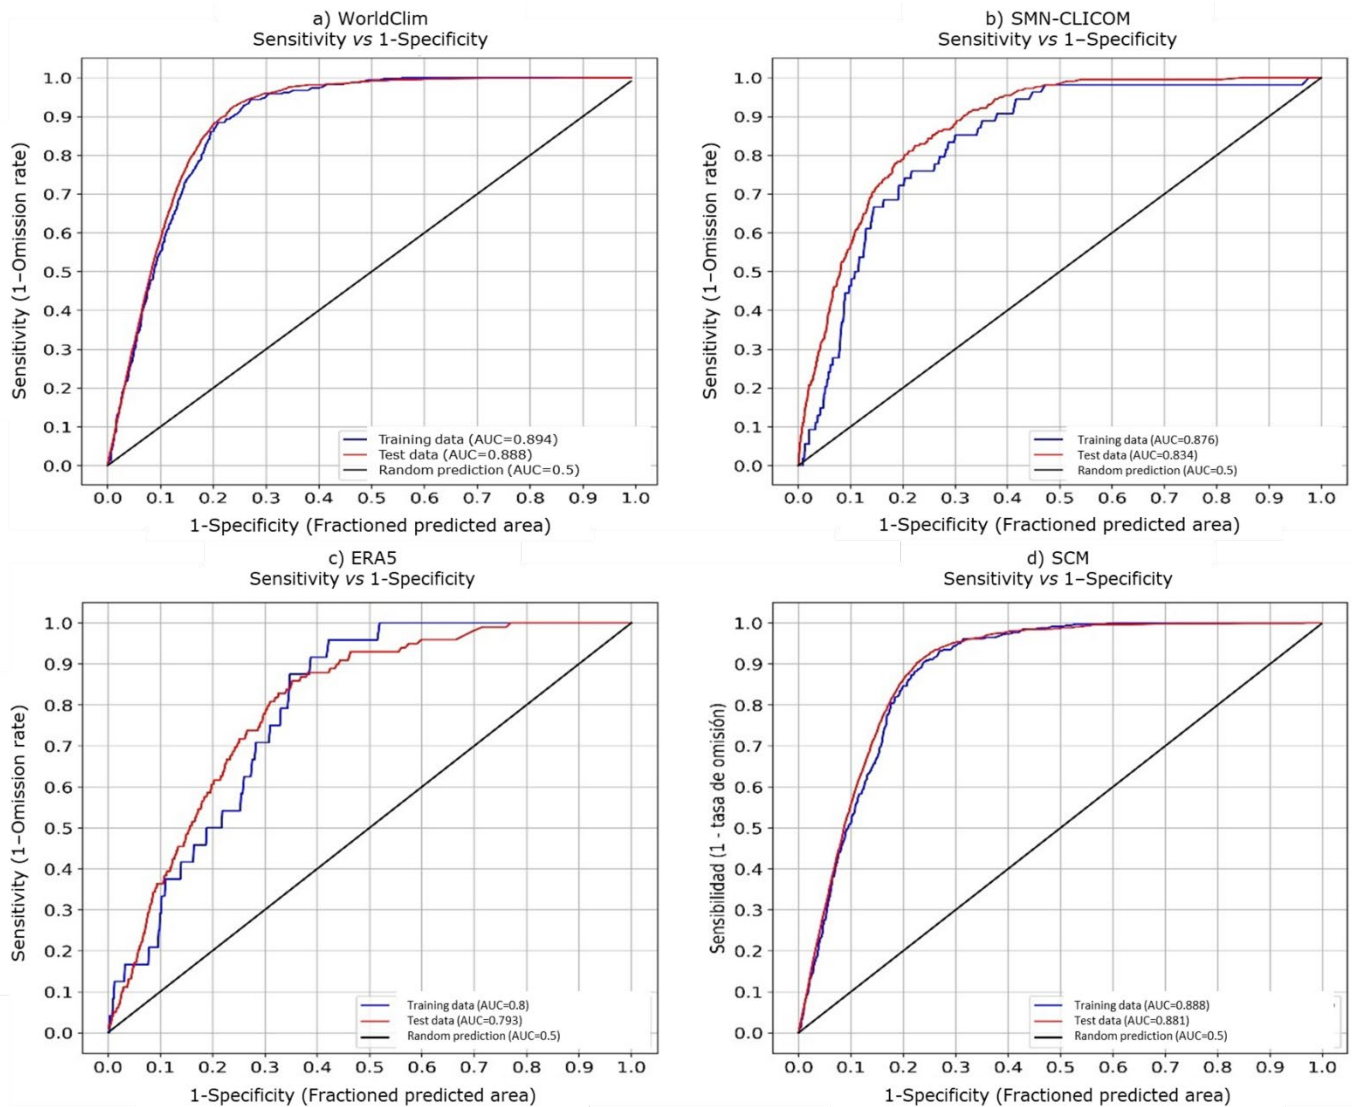 a) WorldClim
Sensitivity vs 1-Specificity
Sensitivity (1−Omission rate)
1.0
0.9
0.8
0.7
0.6
0.5
0.4
0.3
0.2
0.1
0.0
Training data (AUC=0.894)
Test data (AUC=0.888)
Random prediction (AUC=0.5)
0.0 0.1 0.2 0.3 0.4 0.5 0.6 0.7 0.8 0.9 1.0
1-Specificity (Fractioned predicted area)
b) SMN-CLICOM
Sensitivity vs 1−Specificity
Sensitivity (1−Omission rate)
1.0
0.9
0.8
0.7
0.6
0.5
0.4
0.3
0.2
0.1
0.0
Training data (AUC=0.876)
Test data (AUC=0.834)
Random prediction (AUC=0.5)
0.0 0.1 0.2 0.3 0.4 0.5 0.6 0.7 0.8 0.9 1.0
1-Specificity (Fractioned predicted area)
c) ERA5
Sensitivity vs 1-Specificity
Sensitivity (1−Omission rate)
1.0
0.9
0.8
0.7
0.6
0.5
0.4
0.3
0.2
0.1
0.0
Training data (AUC=0.8)
Test data (AUC=0.793)
Random prediction (AUC=0.5)
0.0 0.1 0.2 0.3 0.4 0.5 0.6 0.7 0.8 0.9 1.0
1-Specificity (Fractioned predicted area)
d) SCM
Sensitivity vs 1−Specificity
Sensibilidad (1 - tasa de omisión)
1.0
0.9
0.8
0.7
0.6
0.5
0.4
0.3
0.2
0.1
0.0
Training data (AUC=0.888)
Test data (AUC=0.881)
Random prediction (AUC=0.5)
0.0 0.1 0.2 0.3 0.4 0.5 0.6 0.7 0.8 0.9 1.0
1-Specificity (Fractioned predicted area)